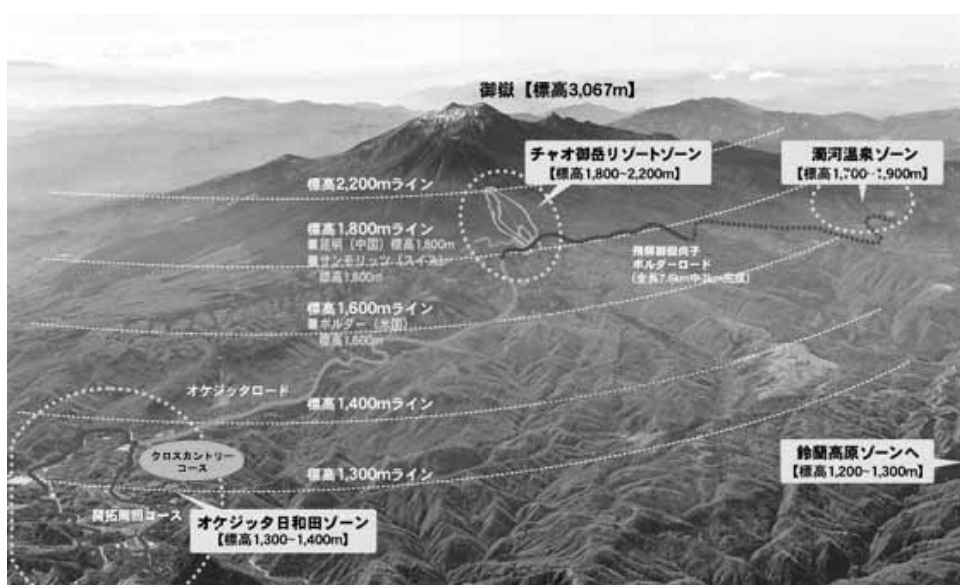 御嶽【標高3,067m】
チャオ御岳リゾートゾーン
【標高1,800~2,200m】
濁河温泉ゾーン
【標高1,700~1,900m】
標高2,200mライン
標高1,800mライン
■昆明（中国）標高1,800m
■サンモリッツ（スイス）
標高1,800m
飛騨御嶽尚子
ボルダーロード
標高1,600mライン
■ボルダー（米国）
標高1,600m
オケジッタロード
標高1,400mライン
クロスカントリー
コース
標高1,300mライン
鈴蘭高原ゾーンへ
【標高1,200~1,300m】
開拓周回コース
オケジッタ日和田ゾーン
【標高1,300~1,400m】